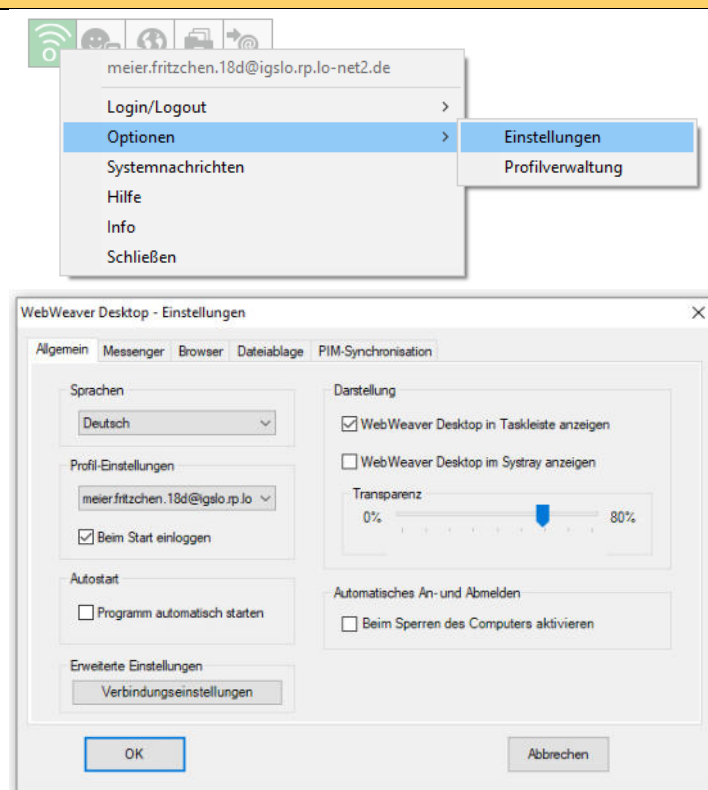 meier.fritzchen.18d@igslo.rp.lo-net2.de
Login/Logout
Optionen
Einstellungen
Systemnachrichten
Profilverwaltung
Hilfe
Info
Schließen
WebWeaver Desktop - Einstellungen
Allgemein Messenger Browser Dateiablage PIM-Synchronisation
Sprachen
Deutsch
Profil-Einstellungen
meier.fritzchen.18d@igslo.rp.lo
Beim Start einloggen
Autostart
Programm automatisch starten
Erweiterte Einstellungen
Verbindungseinstellungen
Darstellung
WebWeaver Desktop in Taskleiste anzeigen
WebWeaver Desktop im Systray anzeigen
Transparenz
0% 80%
Automatisches An- und Abmelden
Beim Sperren des Computers aktivieren
OK Abbrechen